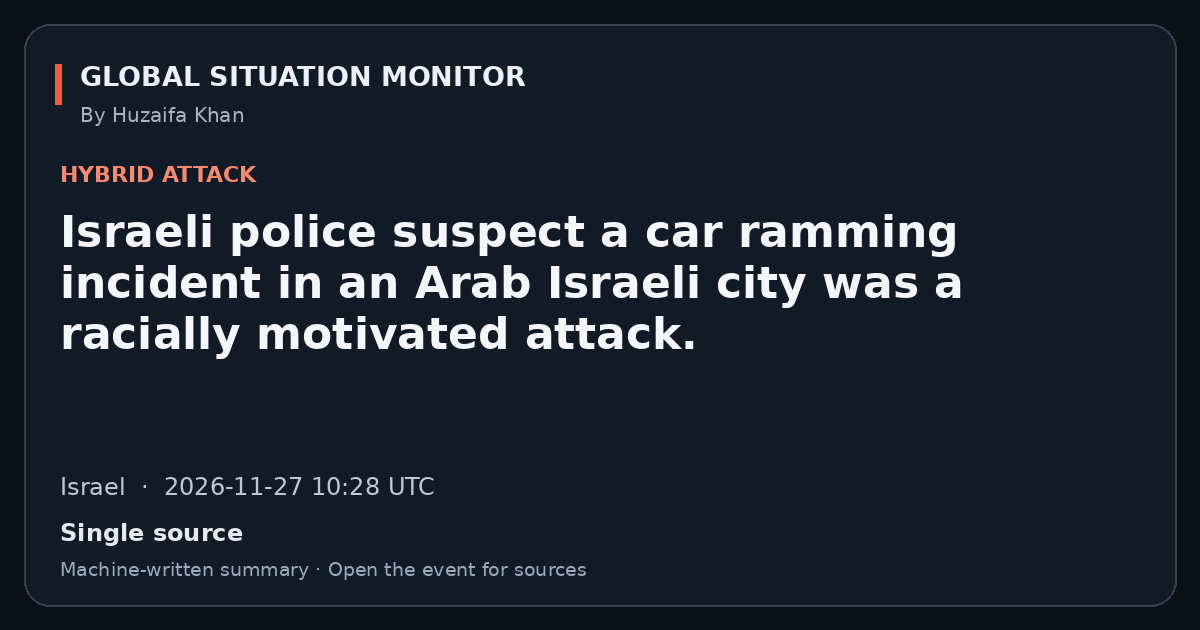 GLOBAL SITUATION MONITOR
By Huzaifa Khan
HYBRID ATTACK
Israeli police suspect a car ramming
incident in an Arab Israeli city was a
racially motivated attack.
Israel · 2026-11-27 10:28 UTC
Single source
Machine-written summary · Open the event for sources